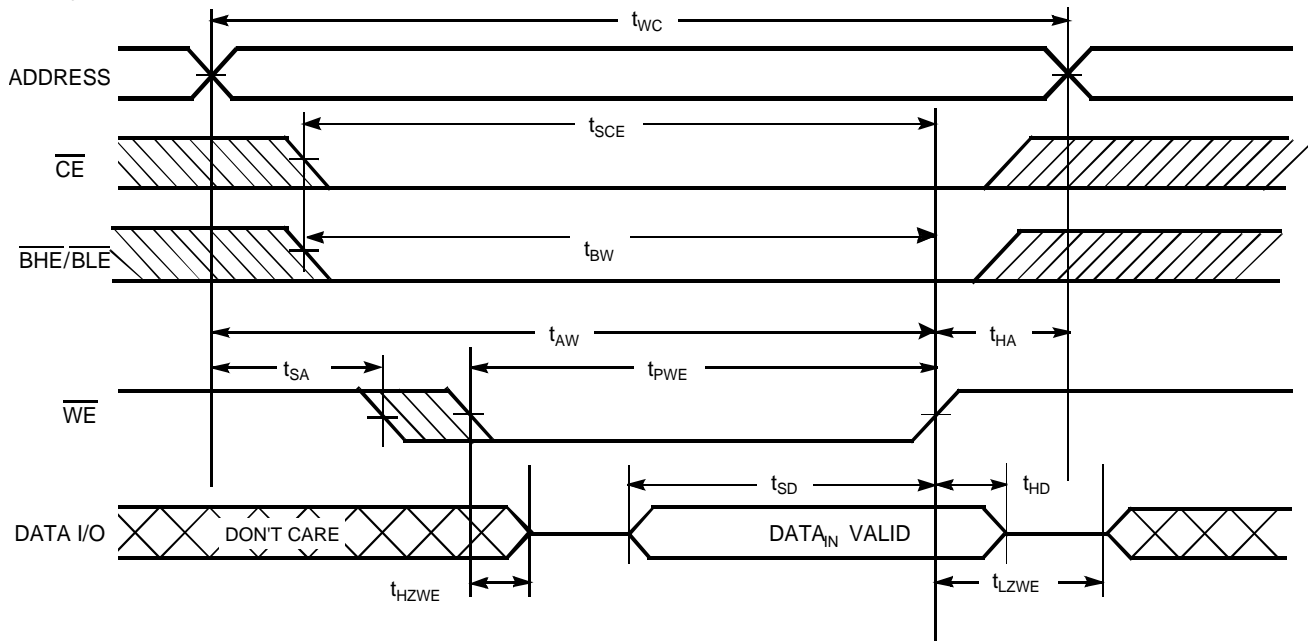 tWC
ADDRESS
tSCE
CE
tBW
BHE/BLE
tAW
tHA
tSA
tPWE
WE
tSD
tHD
DATA I/O
DON'T CARE
DATAIN VALID
tHZWE
tLZWE